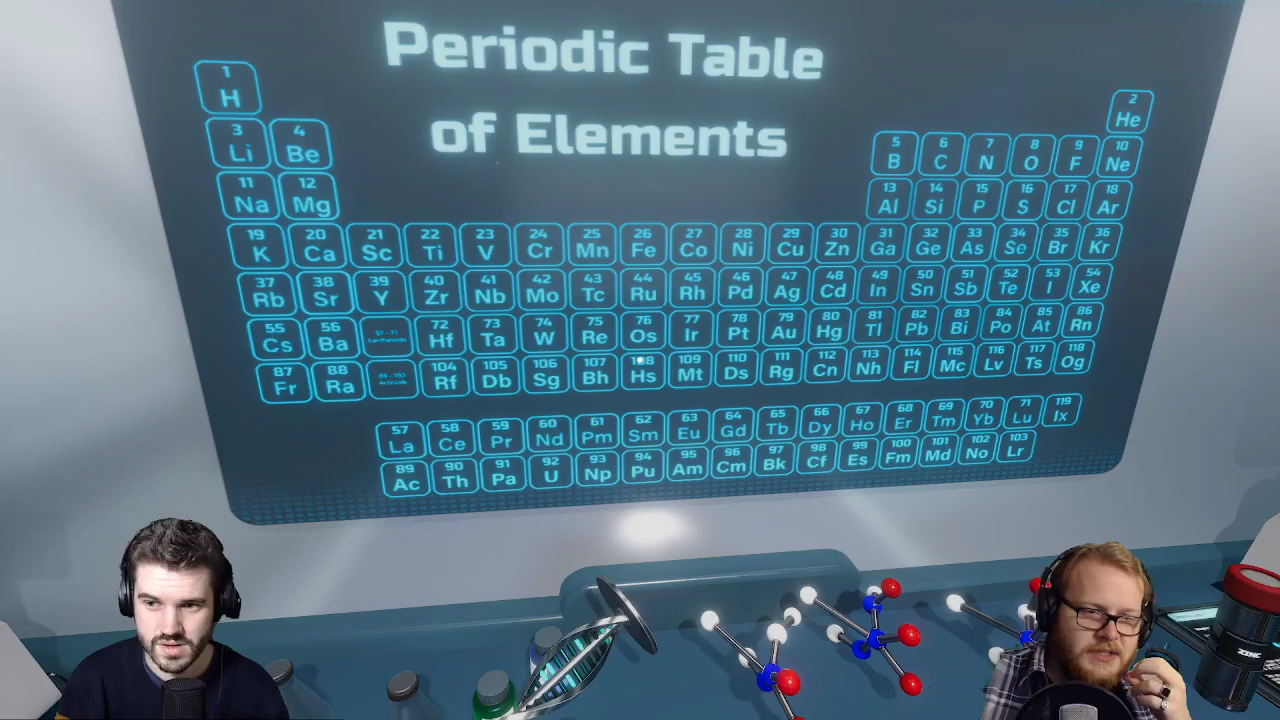 Periodic Table
of Elements
1 H 2 He
3 Li 4 Be 5 B 6 C 7 N 8 O 9 F 10 Ne
11 Na 12 Mg 13 Al 14 Si 15 P 16 S 17 Cl 18 Ar
19 K 20 Ca 21 Sc 22 Ti 23 V 24 Cr 25 Mn 26 Fe 27 Co 28 Ni 29 Cu 30 Zn 31 Ga 32 Ge 33 As 34 Se 35 Br 36 Kr
37 Rb 38 Sr 39 Y 40 Zr 41 Nb 42 Mo 43 Tc 44 Ru 45 Rh 46 Pd 47 Ag 48 Cd 49 In 50 Sn 51 Sb 52 Te 53 I 54 Xe
55 Cs 56 Ba 57 - 71 Lanthanoids 72 Hf 73 Ta 74 W 75 Re 76 Os 77 Ir 78 Pt 79 Au 80 Hg 81 Tl 82 Pb 83 Bi 84 Po 85 At 86 Rn
87 Fr 88 Ra 89 - 103 Actinoids 104 Rf 105 Db 106 Sg 107 Bh 108 Hs 109 Mt 110 Ds 111 Rg 112 Cn 113 Nh 114 Fl 115 Mc 116 Lv 117 Ts 118 Og
57 La 58 Ce 59 Pr 60 Nd 61 Pm 62 Sm 63 Eu 64 Gd 65 Tb 66 Dy 67 Ho 68 Er 69 Tm 70 Yb 71 Lu 119 Ix
89 Ac 90 Th 91 Pa 92 U 93 Np 94 Pu 95 Am 96 Cm 97 Bk 98 Cf 99 Es 100 Fm 101 Md 102 No 103 Lr
ZINC